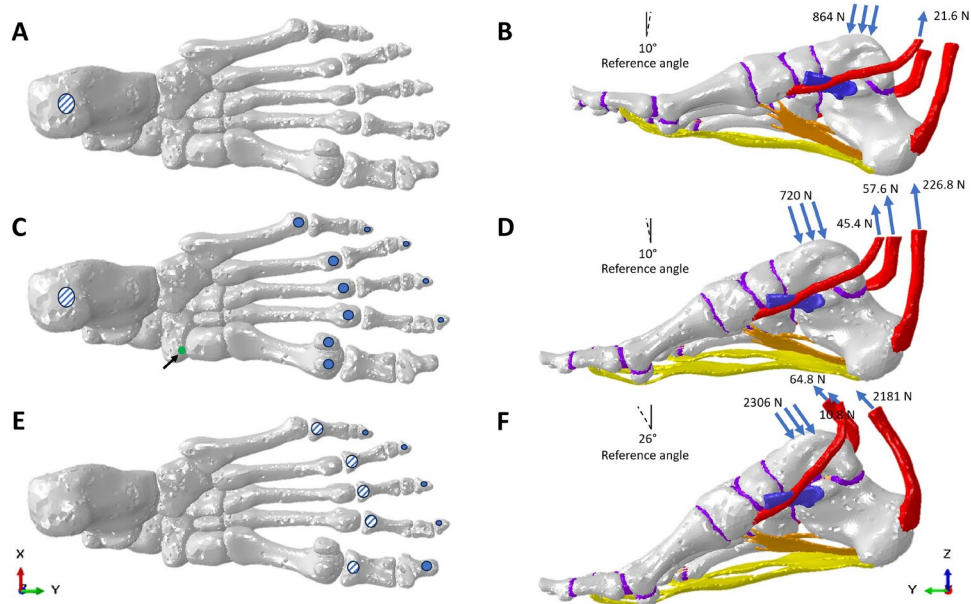 A
B
864 N
21.6 N
10°
Reference angle
C
D
720 N
57.6 N
226.8 N
45.4 N
10°
Reference angle
E
F
64.8 N
2306 N
10.8 N
2181 N
26°
Reference angle
X
Z
Y
Z
Y